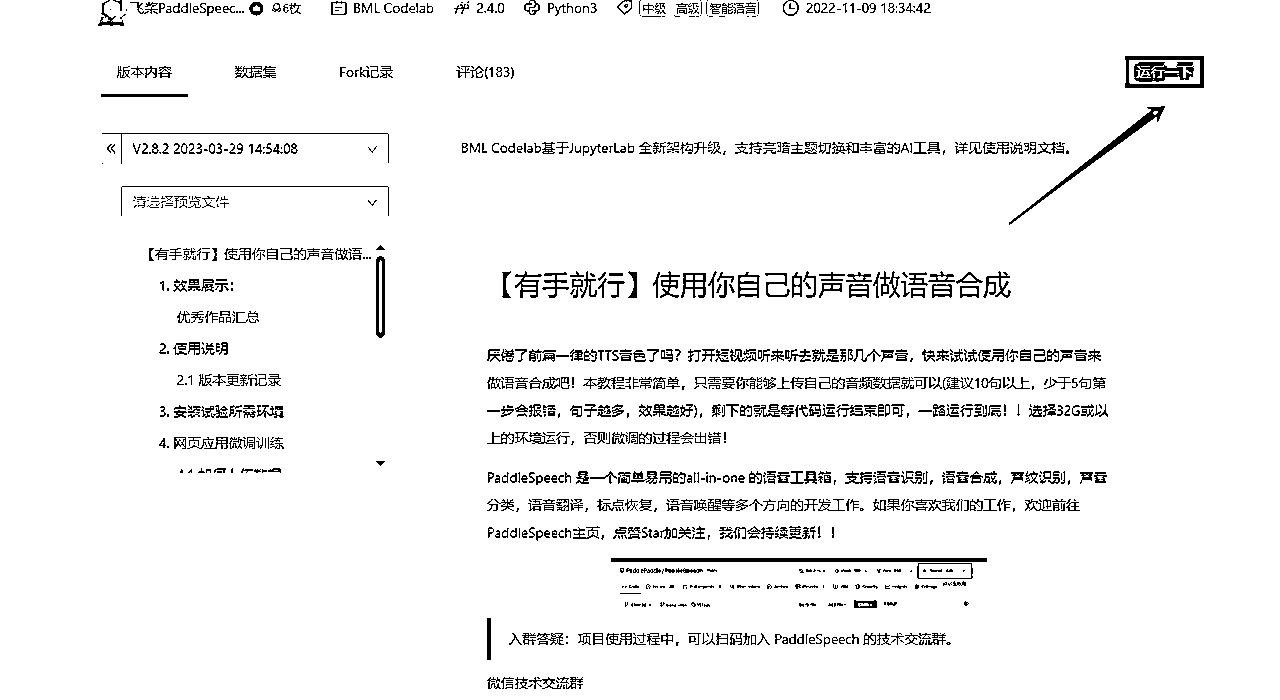 飞桨PaddleSpeec... 6枚 BML Codelab 2.4.0 Python3 中级 高级 智能语音 2022-11-09 18:34:42
版本内容 数据集 Fork记录 评论(183) 运行一下
V2.8.2 2023-03-29 14:54:08
BML Codelab基于JupyterLab 全新架构升级，支持亮暗主题切换和丰富的AI工具，详见使用说明文档。
请选择预览文件
【有手就行】使用你自己的声音做语...
1. 效果展示：
优秀作品汇总
2. 使用说明
2.1 版本更新记录
3. 安装试验所需环境
4. 网页应用微调训练
【有手就行】使用你自己的声音做语音合成
厌倦了前篇一律的TTS音色了吗？打开短视频听来听去就是那几个声音，快来试试使用你自己的声音来
做语音合成吧！本教程非常简单，只需要你能够上传自己的音频数据就可以(建议10句以上，少于5句第
一步会报错，句子越多，效果越好)，剩下的就是等代码运行结束即可，一路运行到底！！选择32G或以
上的环境运行，否则微调的过程会出错！
PaddleSpeech 是一个简单易用的all-in-one 的语音工具箱，支持语音识别，语音合成，声纹识别，声音
分类，语音翻译，标点恢复，语音唤醒等多个方向的开发工作。如果你喜欢我们的工作，欢迎前往
PaddleSpeech主页，点赞Star加关注，我们会持续更新！！
PaddlePaddle/PaddleSpeech
入群答疑：项目使用过程中，可以扫码加入 PaddleSpeech 的技术交流群。
微信技术交流群